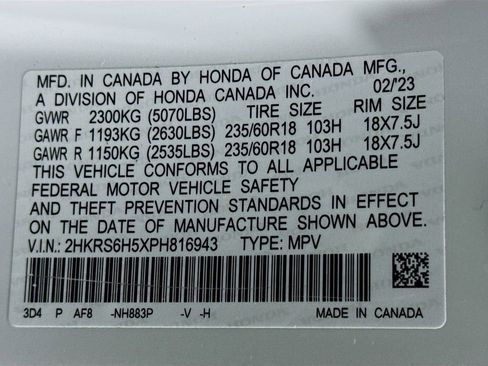 MFD. IN CANADA BY HONDA OF CANADA MFG.,
A DIVISION OF HONDA CANADA INC. 02/'23
GVWR 2300KG (5070LBS) TIRE SIZE RIM SIZE
GAWR F 1193KG (2630LBS) 235/60R18 103H 18X7.5J
GAWR R 1150KG (2535LBS) 235/60R18 103H 18X7.5J
THIS VEHICLE CONFORMS TO ALL APPLICABLE
FEDERAL MOTOR VEHICLE SAFETY
AND THEFT PREVENTION STANDARDS IN EFFECT
ON THE DATE OF MANUFACTURE SHOWN ABOVE.
V.I.N.: 2HKRS6H5XPH816943 TYPE: MPV
3D4 P AF8 -NH883P -V -H MADE IN CANADA